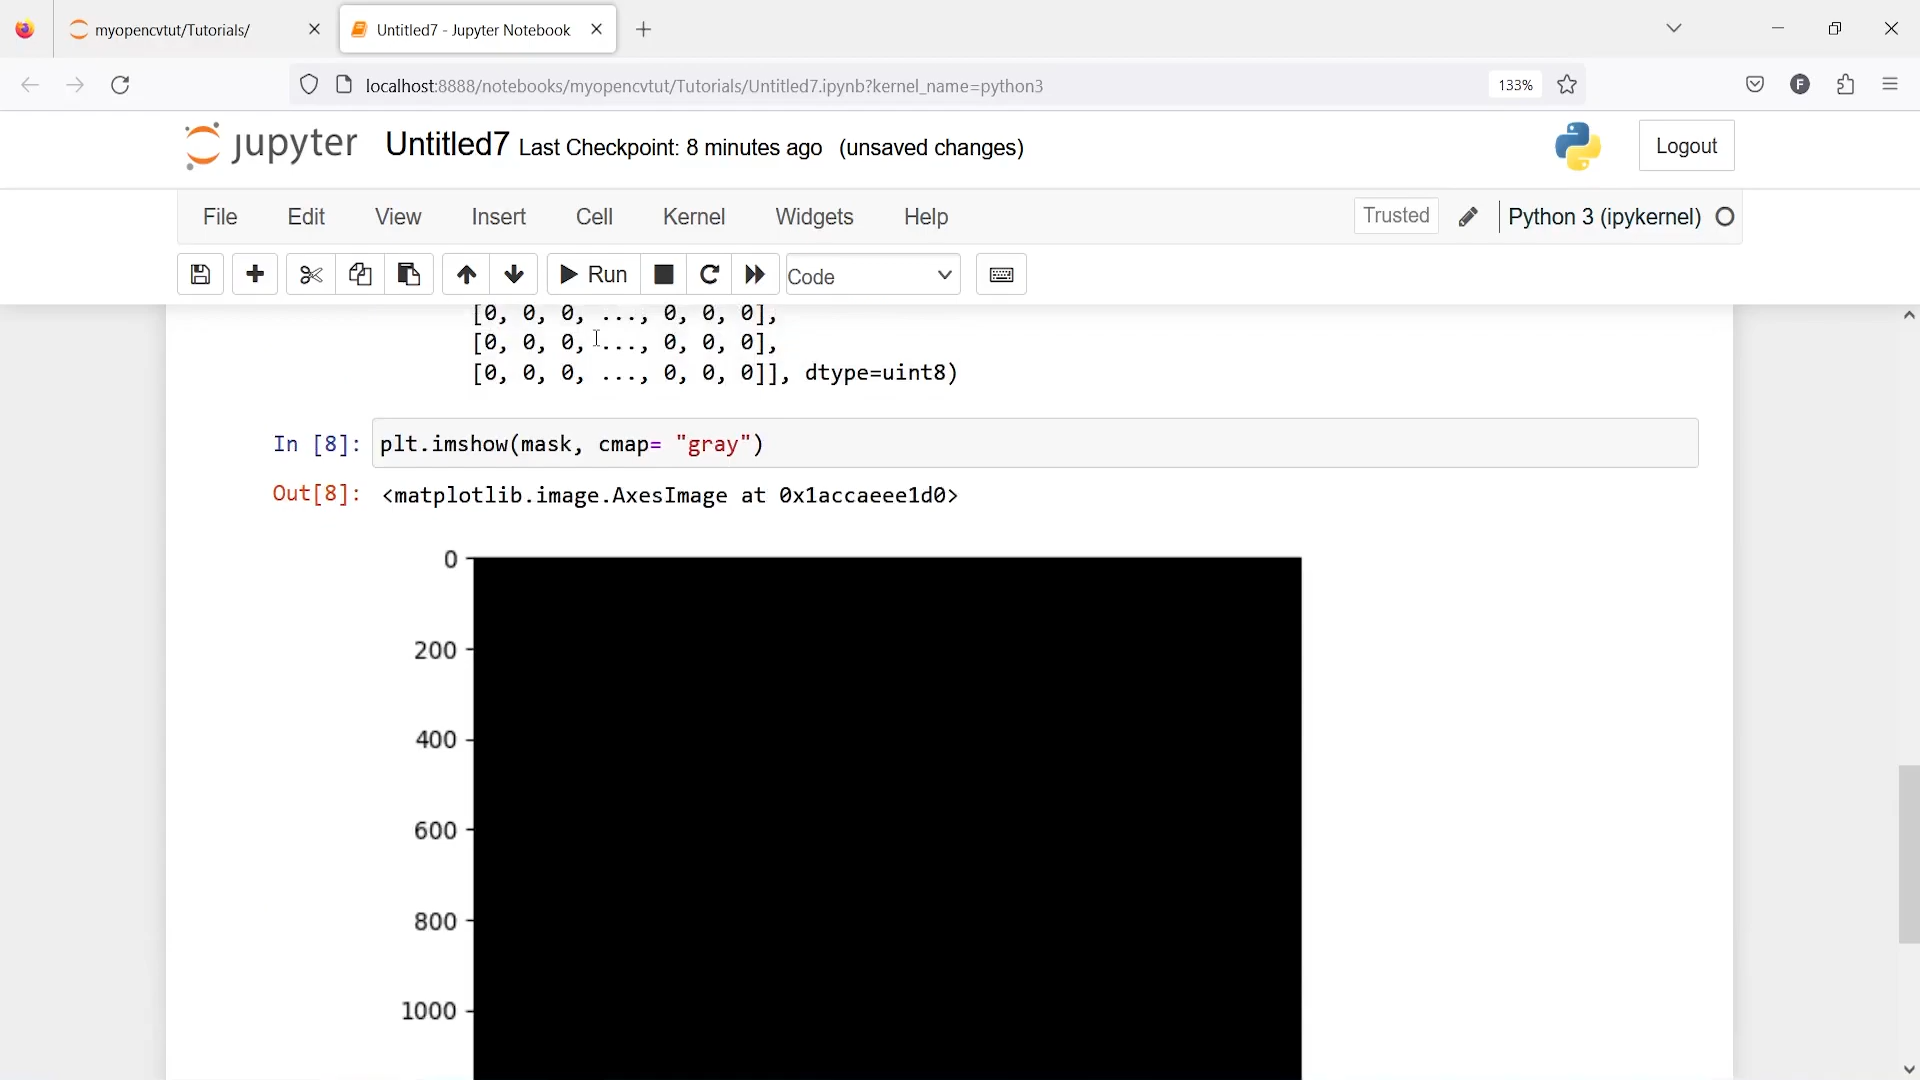 myopencvtut/Tutorials/
Untitled7 - Jupyter Notebook
localhost:8888/notebooks/myopencvtut/Tutorials/Untitled7.ipynb?kernel_name=python3
133%
F
jupyter Untitled7 Last Checkpoint: 8 minutes ago (unsaved changes)
Logout
File Edit View Insert Cell Kernel Widgets Help
Trusted
Python 3 (ipykernel)
Run
Code
[0, 0, 0, ..., 0, 0, 0],
[0, 0, 0, ..., 0, 0, 0],
[0, 0, 0, ..., 0, 0, 0]], dtype=uint8)
In [8]: plt.imshow(mask, cmap= "gray")
Out[8]: <matplotlib.image.AxesImage at 0x1accaeee1d0>
0
200
400
600
800
1000